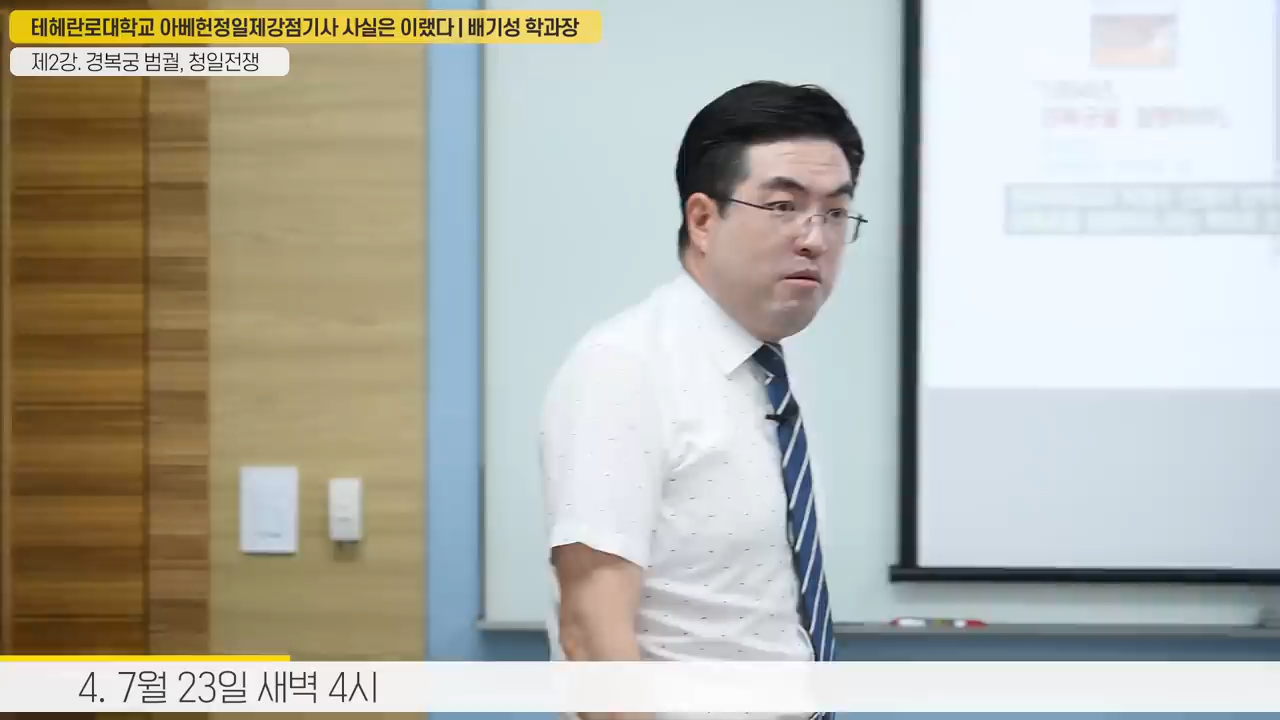 테헤란로대학교 아베헌정일제강점기사 사실은 이랬다 | 배기성 학과장
제2강. 경복궁 범궐, 청일전쟁
4. 7월 23일 새벽 4시